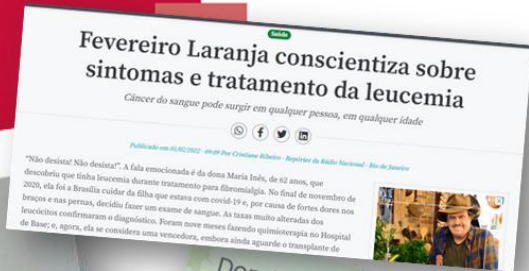 Saúde
Fevereiro Laranja conscientiza sobre
sintomas e tratamento da leucemia
Câncer do sangue pode surgir em qualquer pessoa, em qualquer idade
Publicado em 01/02/2022 - 09:09 Por Cristiane Ribeiro - Repórter da Rádio Nacional - Rio de Janeiro
"Não desista! Não desista!". A fala emocionada é da dona Maria Inês, de 62 anos, que
descobriu que tinha leucemia durante tratamento para fibromialgia. No final de novembro de
2020, ela foi a Brasília cuidar da filha que estava com covid-19 e, por causa de fortes dores nos
braços e nas pernas, decidiu fazer um exame de sangue. As taxas muito alteradas dos
leucócitos confirmaram o diagnóstico. Foram nove meses fazendo quimioterapia no Hospital
de Base; e, agora, ela se considera uma vencedora, embora ainda aguarde o transplante de